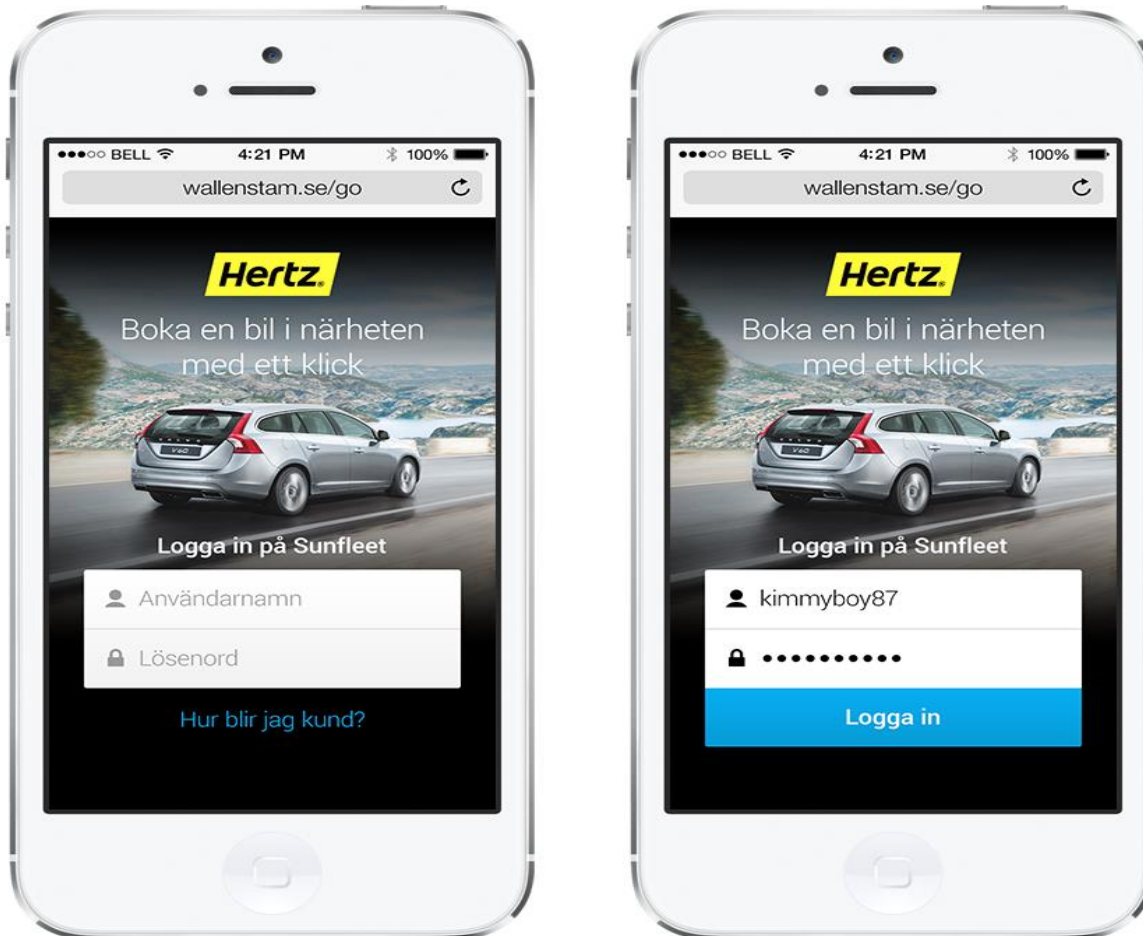 BELL 4:21 PM 100%
wallenstam.se/go
Hertz®
Boka en bil i närheten
med ett klick
VOLVO
V60
Logga in på Sunfleet
Användarnamn
Lösenord
Hur blir jag kund?
BELL 4:21 PM 100%
wallenstam.se/go
Hertz®
Boka en bil i närheten
med ett klick
VOLVO
V60
Logga in på Sunfleet
kimmyboy87
••••••••••
Logga in